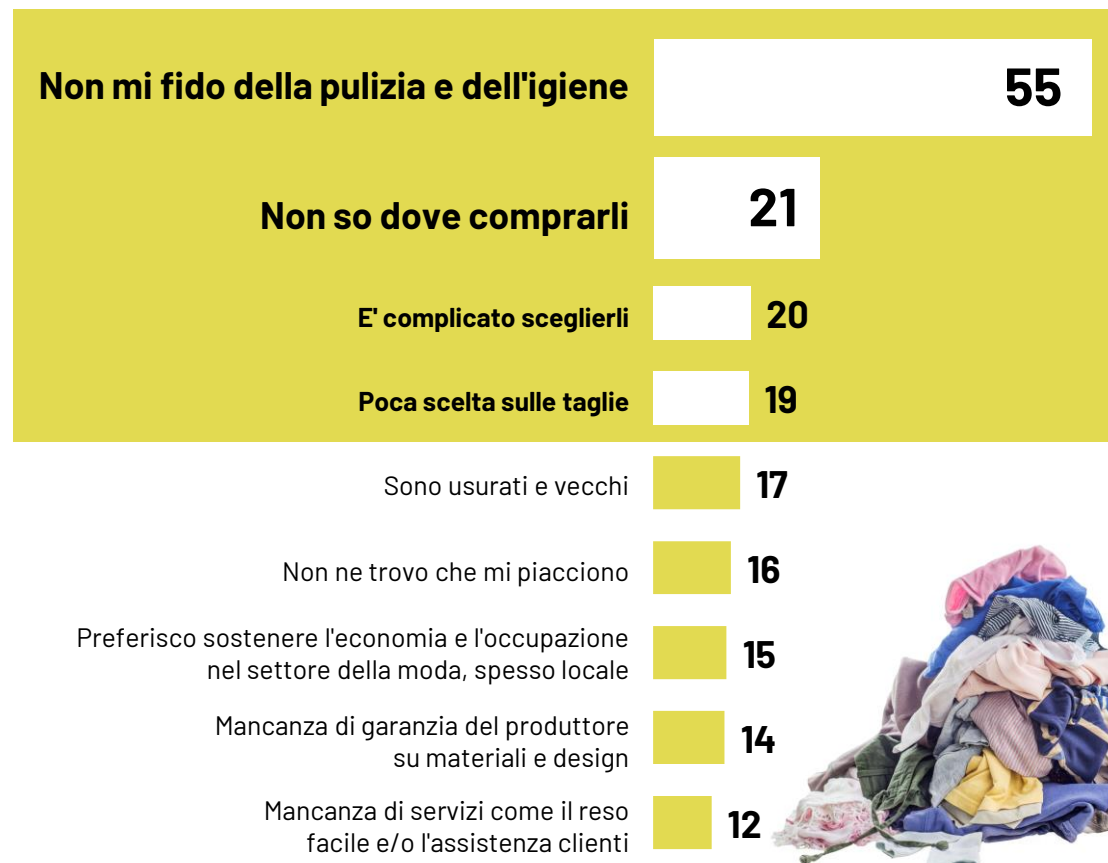 Non mi fido della pulizia e dell'igiene
55
Non so dove comprarli
21
E' complicato sceglierli
20
Poca scelta sulle taglie
19
Sono usurati e vecchi
17
Non ne trovo che mi piacciono
16
Preferisco sostenere l'economia e l'occupazione
nel settore della moda, spesso locale
15
Mancanza di garanzia del produttore
su materiali e design
14
Mancanza di servizi come il reso
facile e/o l'assistenza clienti
12